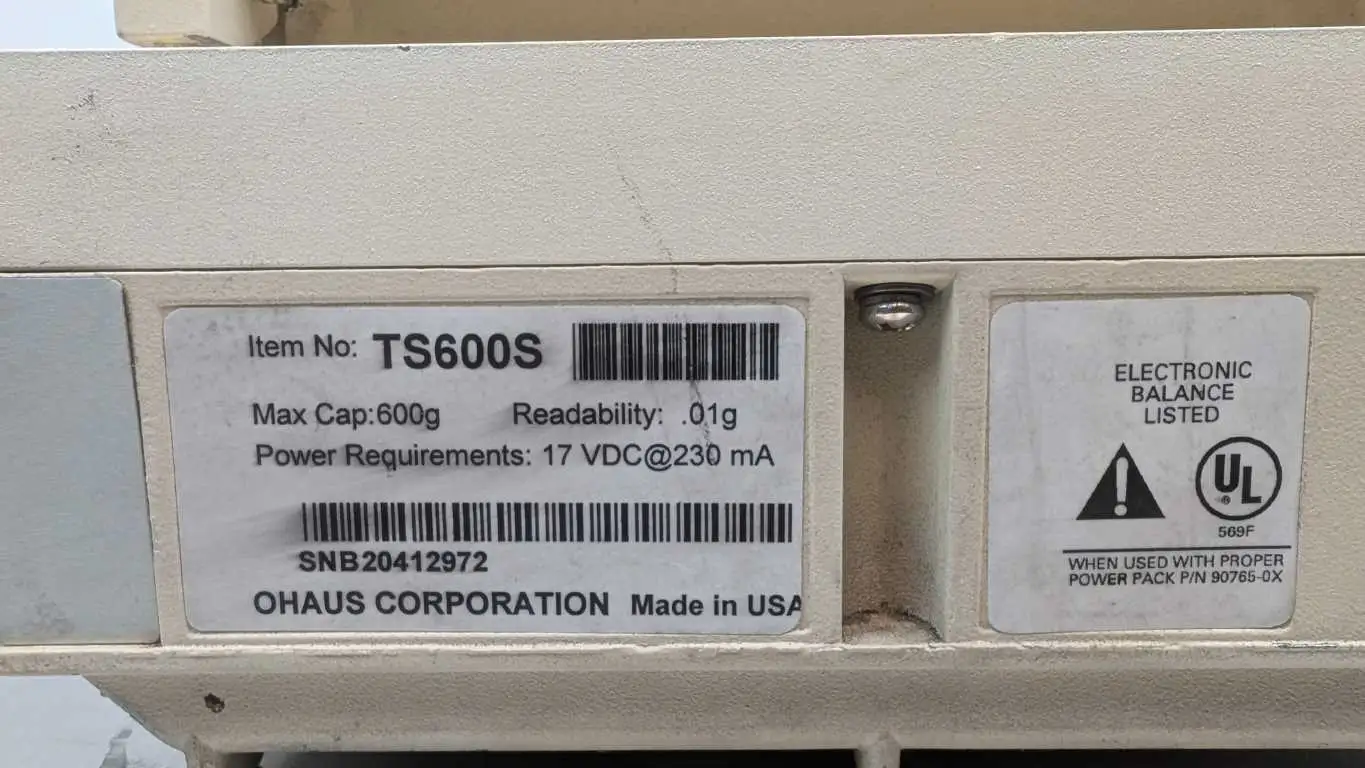 Item No: TS600S
Max Cap:600g Readability: .01g
Power Requirements: 17 VDC@230 mA
SNB20412972
OHAUS CORPORATION Made in USA
ELECTRONIC
BALANCE
LISTED
UL
®
569F
WHEN USED WITH PROPER
POWER PACK P/N 90765-0X